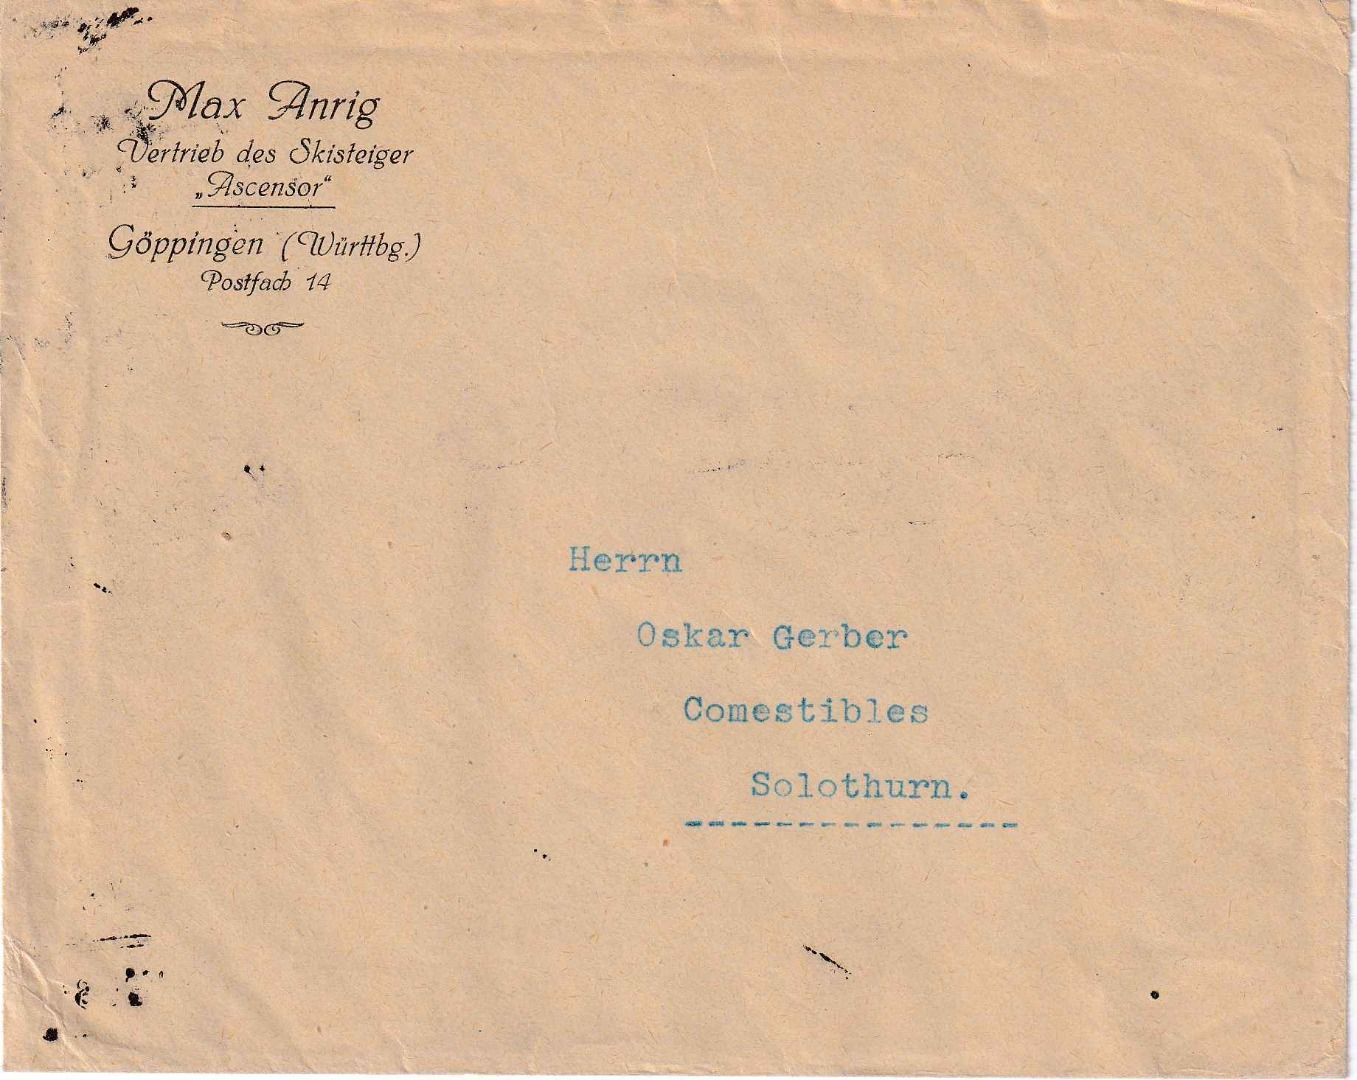 Max Anrig
Vertrieb des Skisteiger
„Ascensor“
Göppingen (Württbg.)
Postfach 14
Herrn
Oskar Gerber
Comestibles
Solothurn.